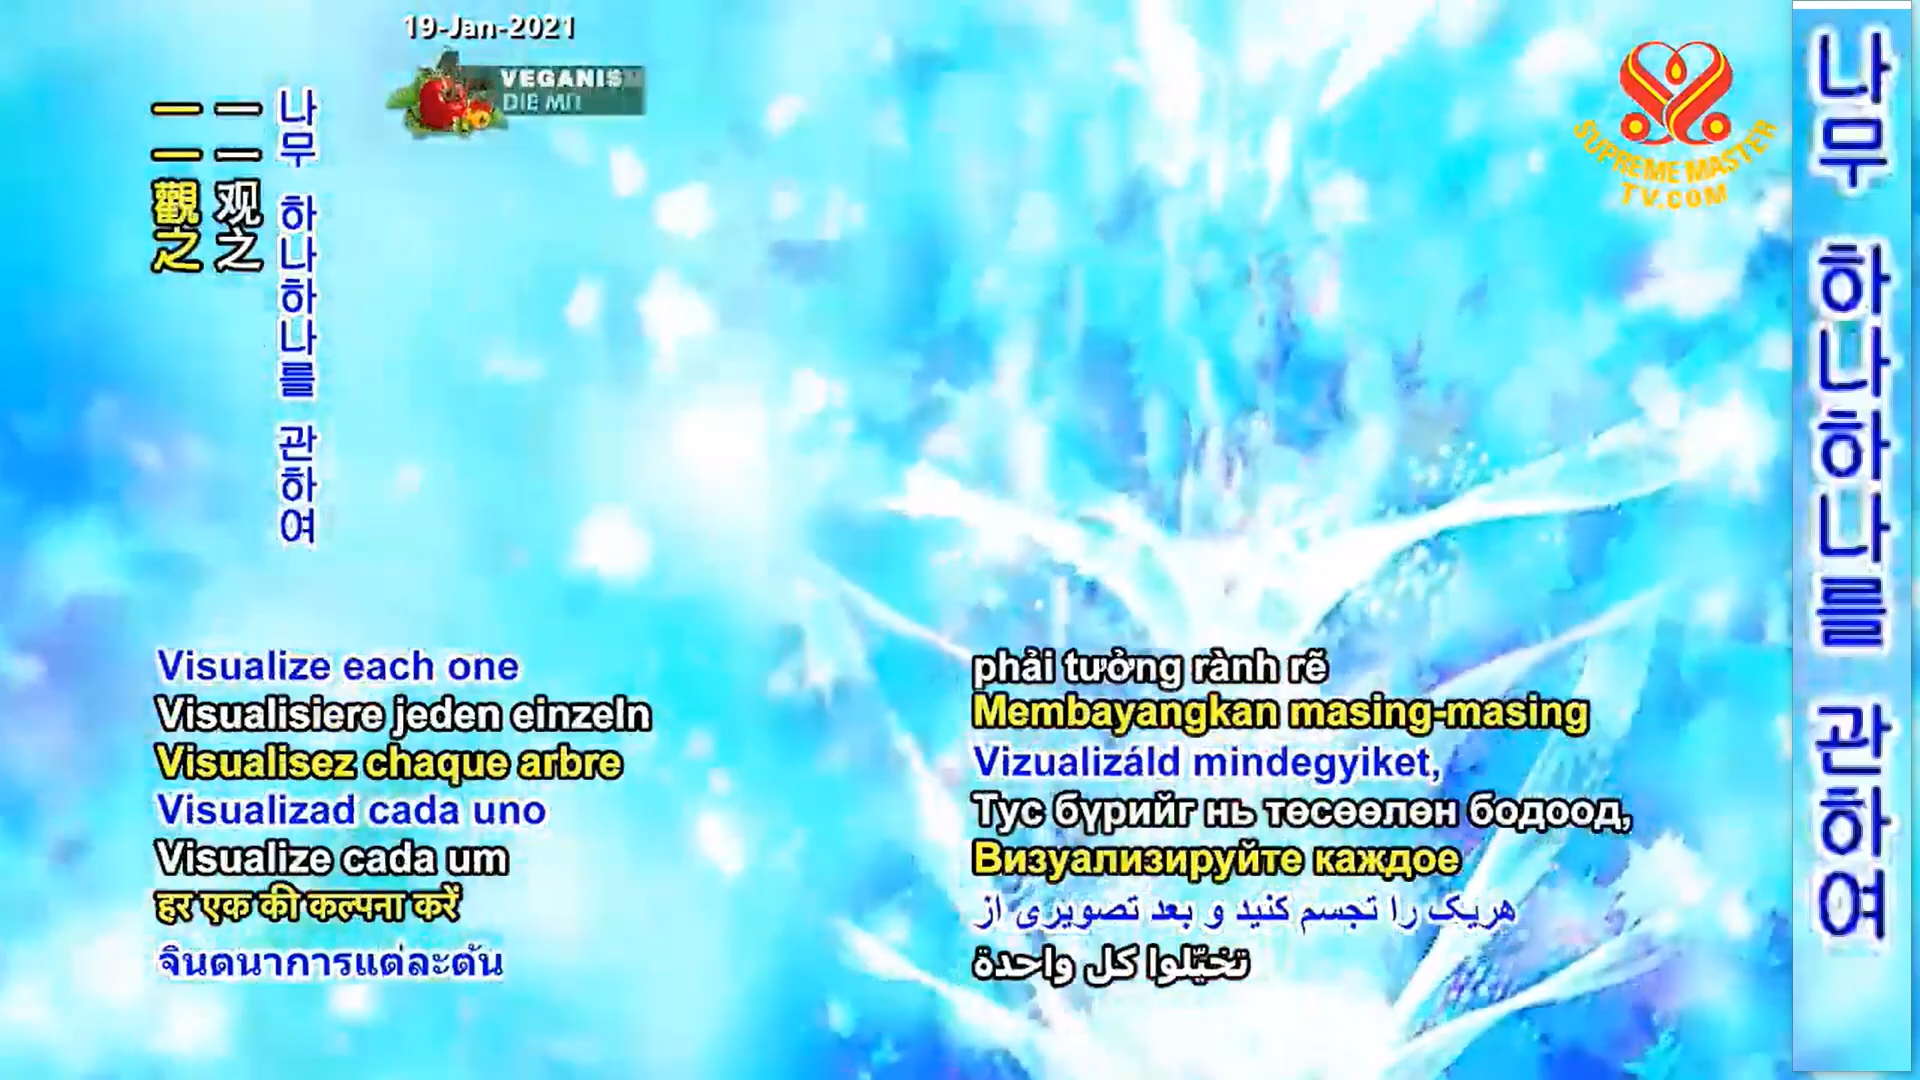 19-Jan-2021
VEGANIS
DIE MIT
SUPREME MASTER
TV.COM
一一觀之
一一观之
나무 하나하나를 관하여
Visualize each one
Visualisiere jeden einzeln
Visualisez chaque arbre
Visualizad cada uno
Visualize cada um
हर एक की कल्पना करें
จินตนาการแต่ละต้น
phải tưởng rành rẽ
Membayangkan masing-masing
Vizualizáld mindegyiket,
Тус бүрийг нь төсөөлөн бодоод,
Визуализируйте каждое
هریک را تجسم کنید و بعد تصویری از
تخيّلوا كل واحدة
나무 하나하나를 관하여